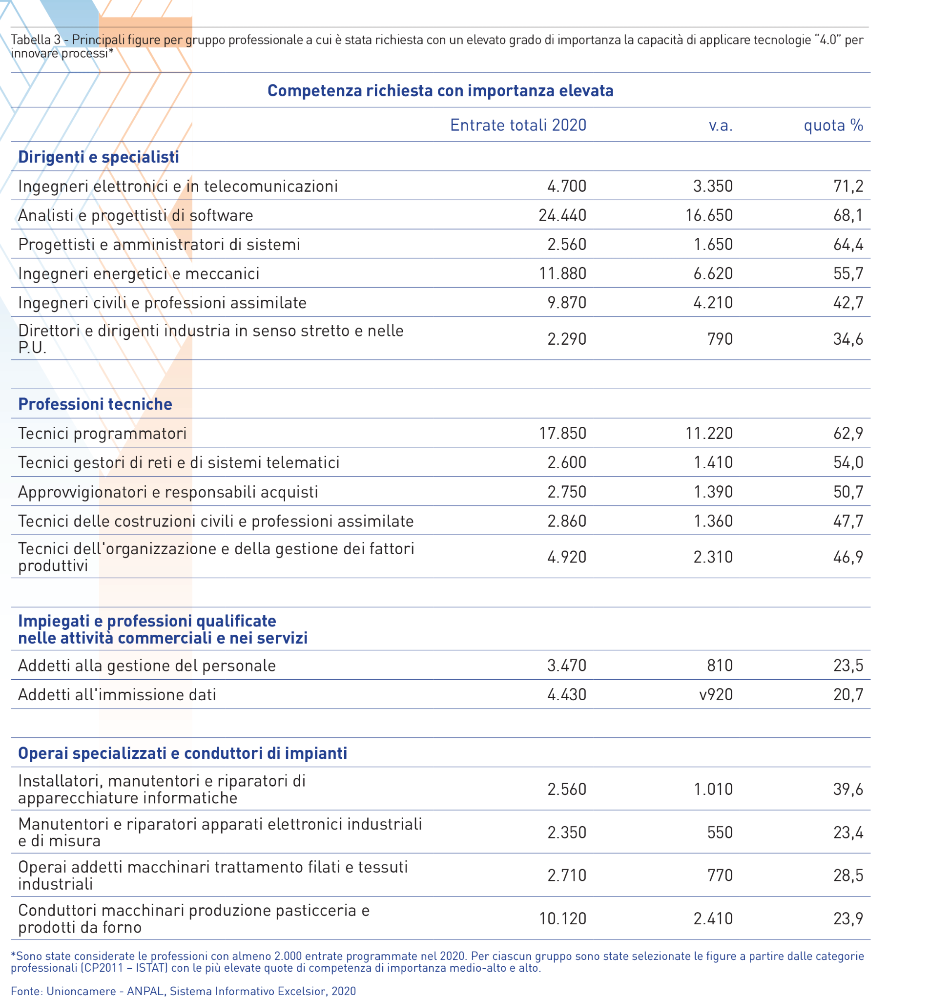 Tabella 3 - Principali figure per gruppo professionale a cui è stata richiesta con un elevato grado di importanza la capacità di applicare tecnologie “4.0” per
innovare processi*
Competenza richiesta con importanza elevata
Entrate totali 2020 v.a. quota %
Dirigenti e specialisti
Ingegneri elettronici e in telecomunicazioni 4.700 3.350 71,2
Analisti e progettisti di software 24.440 16.650 68,1
Progettisti e amministratori di sistemi 2.560 1.650 64,4
Ingegneri energetici e meccanici 11.880 6.620 55,7
Ingegneri civili e professioni assimilate 9.870 4.210 42,7
Direttori e dirigenti industria in senso stretto e nelle
P.U. 2.290 790 34,6
Professioni tecniche
Tecnici programmatori 17.850 11.220 62,9
Tecnici gestori di reti e di sistemi telematici 2.600 1.410 54,0
Approvvigionatori e responsabili acquisti 2.750 1.390 50,7
Tecnici delle costruzioni civili e professioni assimilate 2.860 1.360 47,7
Tecnici dell'organizzazione e della gestione dei fattori
produttivi 4.920 2.310 46,9
Impiegati e professioni qualificate
nelle attività commerciali e nei servizi
Addetti alla gestione del personale 3.470 810 23,5
Addetti all'immissione dati 4.430 v920 20,7
Operai specializzati e conduttori di impianti
Installatori, manutentori e riparatori di
apparecchiature informatiche 2.560 1.010 39,6
Manutentori e riparatori apparati elettronici industriali
e di misura 2.350 550 23,4
Operai addetti macchinari trattamento filati e tessuti
industriali 2.710 770 28,5
Conduttori macchinari produzione pasticceria e
prodotti da forno 10.120 2.410 23,9
*Sono state considerate le professioni con almeno 2.000 entrate programmate nel 2020. Per ciascun gruppo sono state selezionate le figure a partire dalle categorie
professionali (CP2011 – ISTAT) con le più elevate quote di competenza di importanza medio-alto e alto.
Fonte: Unioncamere - ANPAL, Sistema Informativo Excelsior, 2020